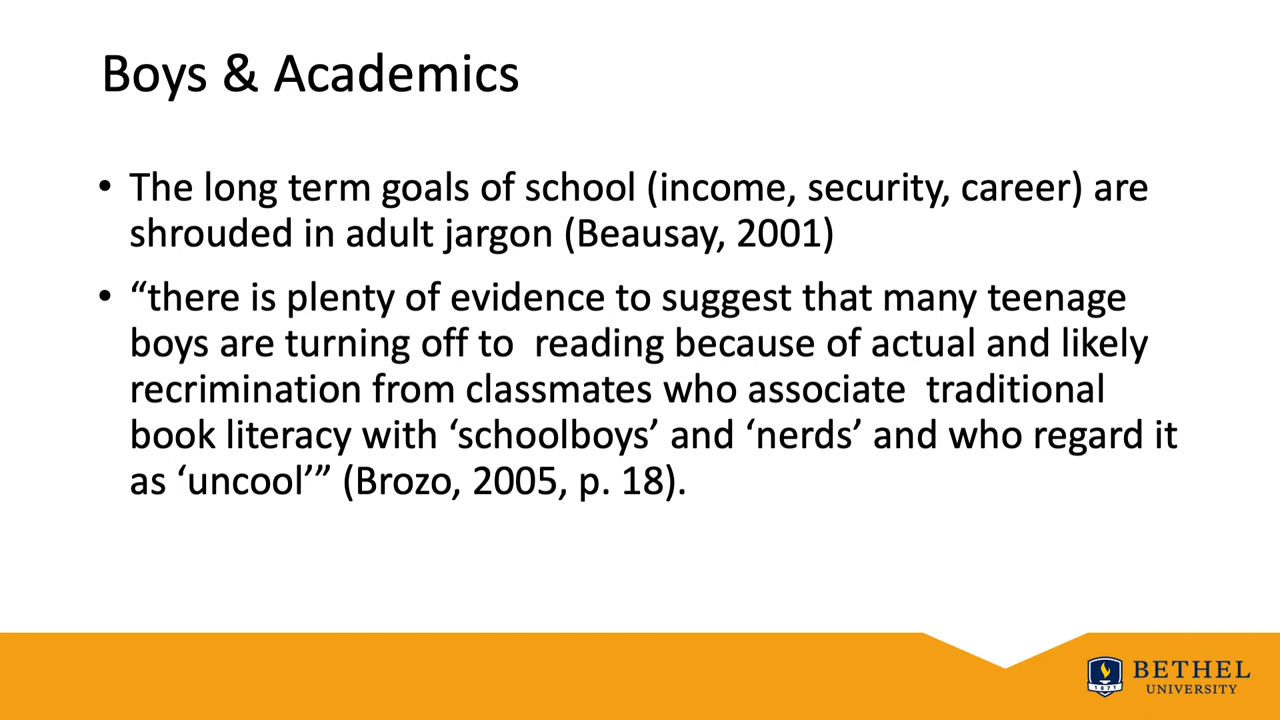 Boys & Academics
• The long term goals of school (income, security, career) are
shrouded in adult jargon (Beausay, 2001)
• “there is plenty of evidence to suggest that many teenage
boys are turning off to  reading because of actual and likely
recrimination from classmates who associate  traditional
book literacy with ‘schoolboys’ and ‘nerds’ and who regard it
as ‘uncool’” (Brozo, 2005, p. 18).
1871
BETHEL
UNIVERSITY